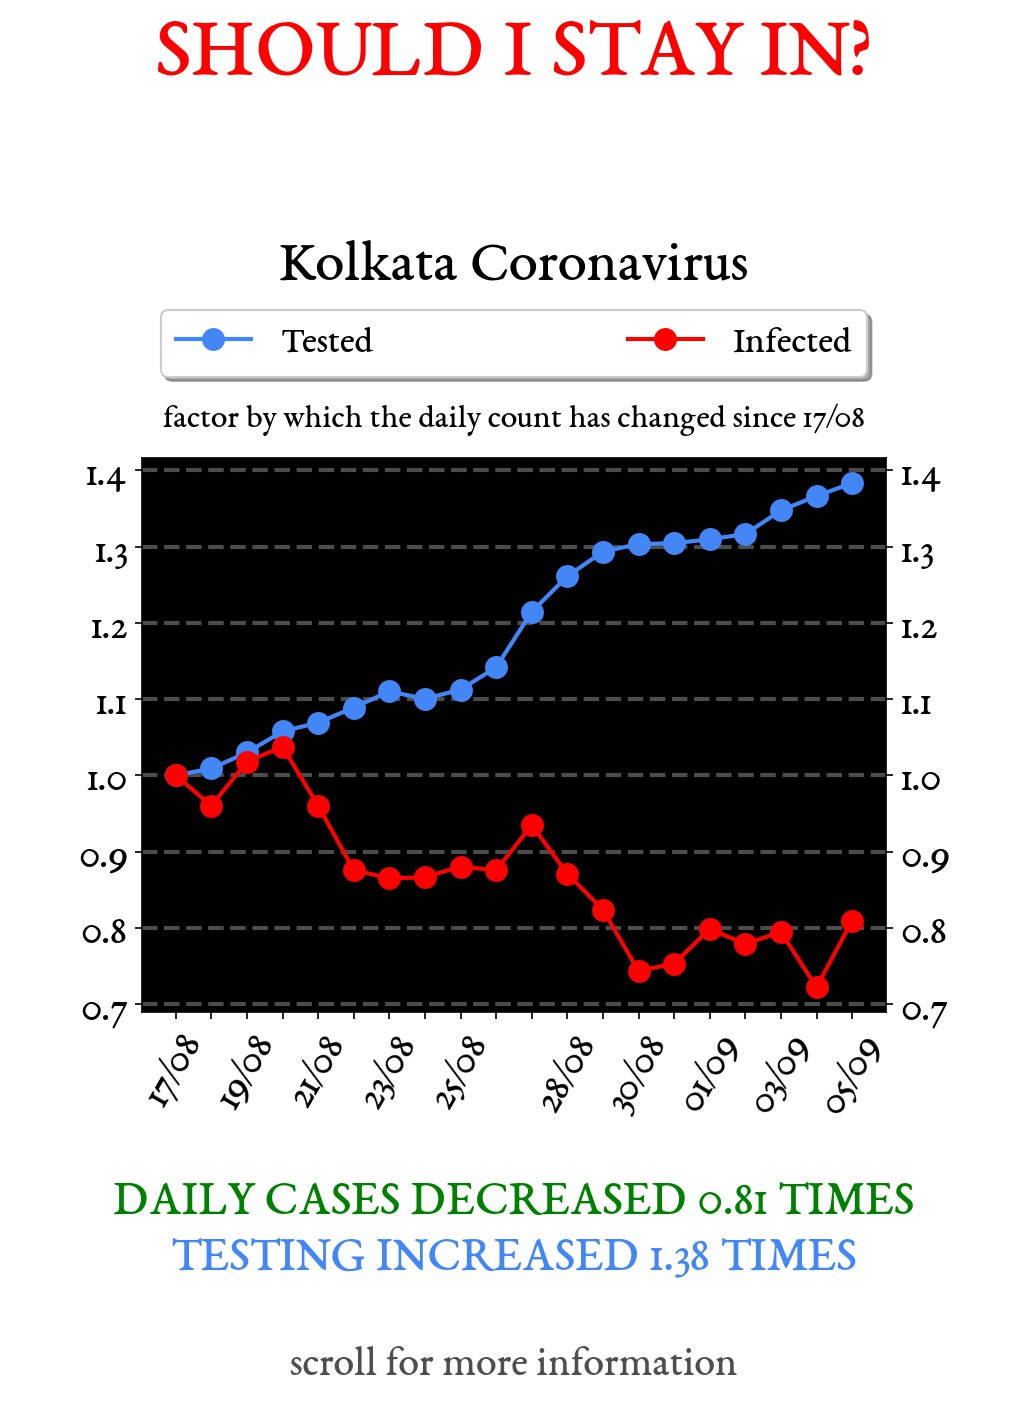 SHOULD I STAY IN?
Kolkata Coronavirus
Tested Infected
factor by which the daily count has changed since 17/08
1.4 1.4
1.3 1.3
1.2 1.2
1.1 1.1
1.0 1.0
0.9 0.9
0.8 0.8
0.7 0.7
17/08 19/08 21/08 23/08 25/08 28/08 30/08 01/09 03/09 05/09
DAILY CASES DECREASED 0.81 TIMES
TESTING INCREASED 1.38 TIMES
scroll for more information